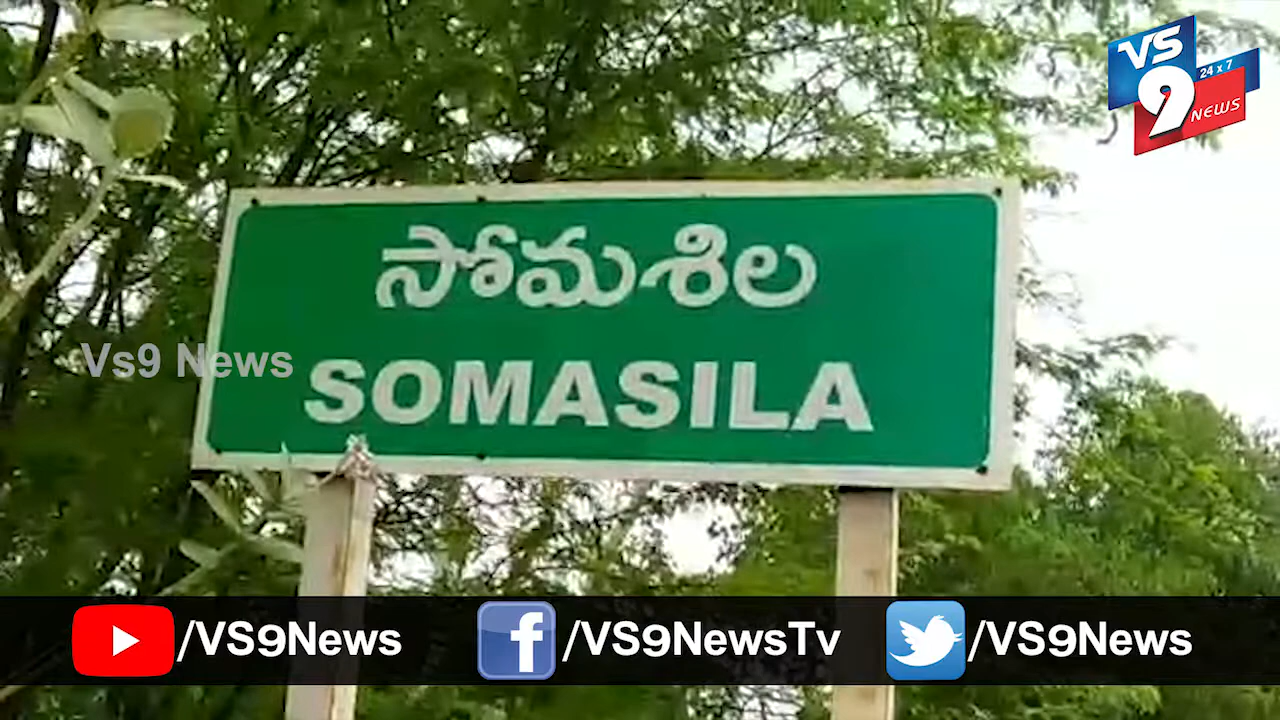 VS
9
24 x 7
NEWS
సోమశిల
Vs9 News
SOMASILA
/VS9News
/VS9NewsTv
/VS9News